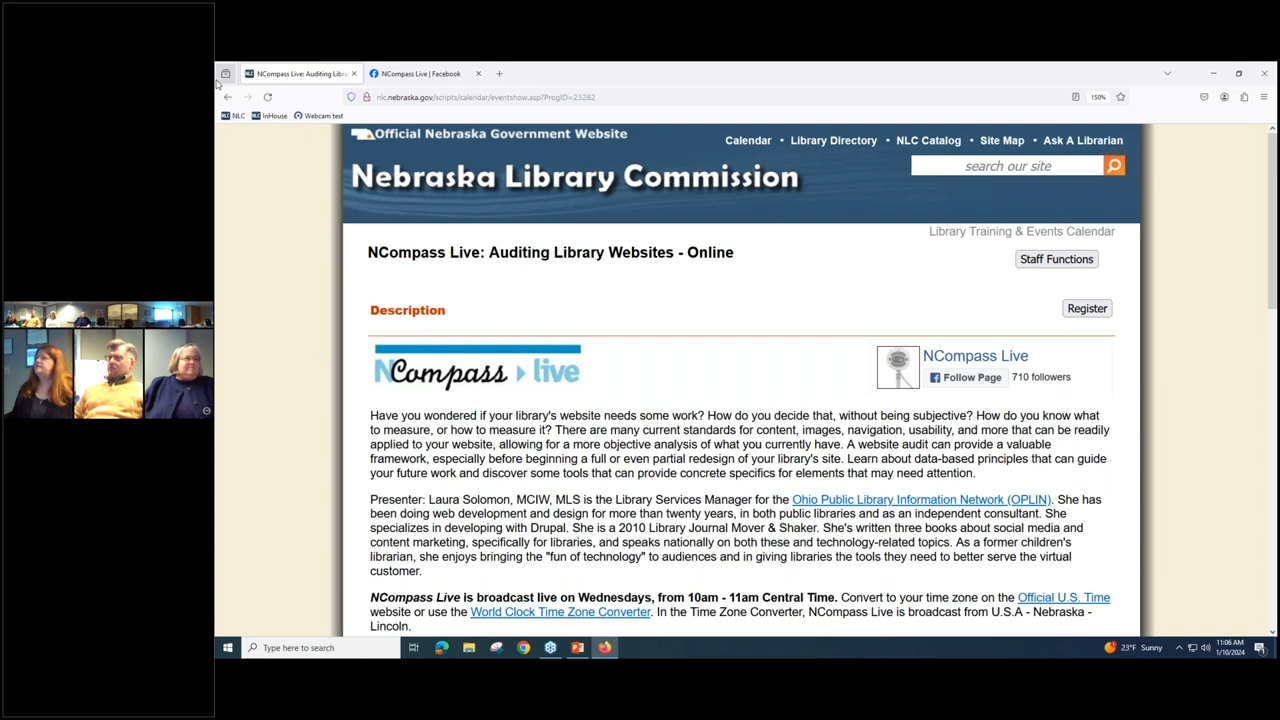 NCompass Live: Auditing Libra
NCompass Live | Facebook
nlc.nebraska.gov/scripts/calendar/eventshow.asp?ProgID=23282
150%
NLC InHouse Webcam test
Official Nebraska Government Website
Calendar • Library Directory • NLC Catalog • Site Map • Ask A Librarian
Nebraska Library Commission
search our site
Library Training & Events Calendar
NCompass Live: Auditing Library Websites - Online
Staff Functions
Description
Register
NCompass live
NCompass Live
Follow Page 710 followers
Have you wondered if your library's website needs some work? How do you decide that, without being subjective? How do you know what
to measure, or how to measure it? There are many current standards for content, images, navigation, usability, and more that can be readily
applied to your website, allowing for a more objective analysis of what you currently have. A website audit can provide a valuable
framework, especially before beginning a full or even partial redesign of your library's site. Learn about data-based principles that can guide
your future work and discover some tools that can provide concrete specifics for elements that may need attention.
Presenter: Laura Solomon, MCIW, MLS is the Library Services Manager for the Ohio Public Library Information Network (OPLIN). She has
been doing web development and design for more than twenty years, in both public libraries and as an independent consultant. She
specializes in developing with Drupal. She is a 2010 Library Journal Mover & Shaker. She's written three books about social media and
content marketing, specifically for libraries, and speaks nationally on both these and technology-related topics. As a former children's
librarian, she enjoys bringing the "fun of technology" to audiences and in giving libraries the tools they need to better serve the virtual
customer.
NCompass Live is broadcast live on Wednesdays, from 10am - 11am Central Time. Convert to your time zone on the Official U.S. Time
website or use the World Clock Time Zone Converter. In the Time Zone Converter, NCompass Live is broadcast from U.S.A - Nebraska -
Lincoln.
Type here to search
23°F Sunny
11:06 AM
1/10/2024